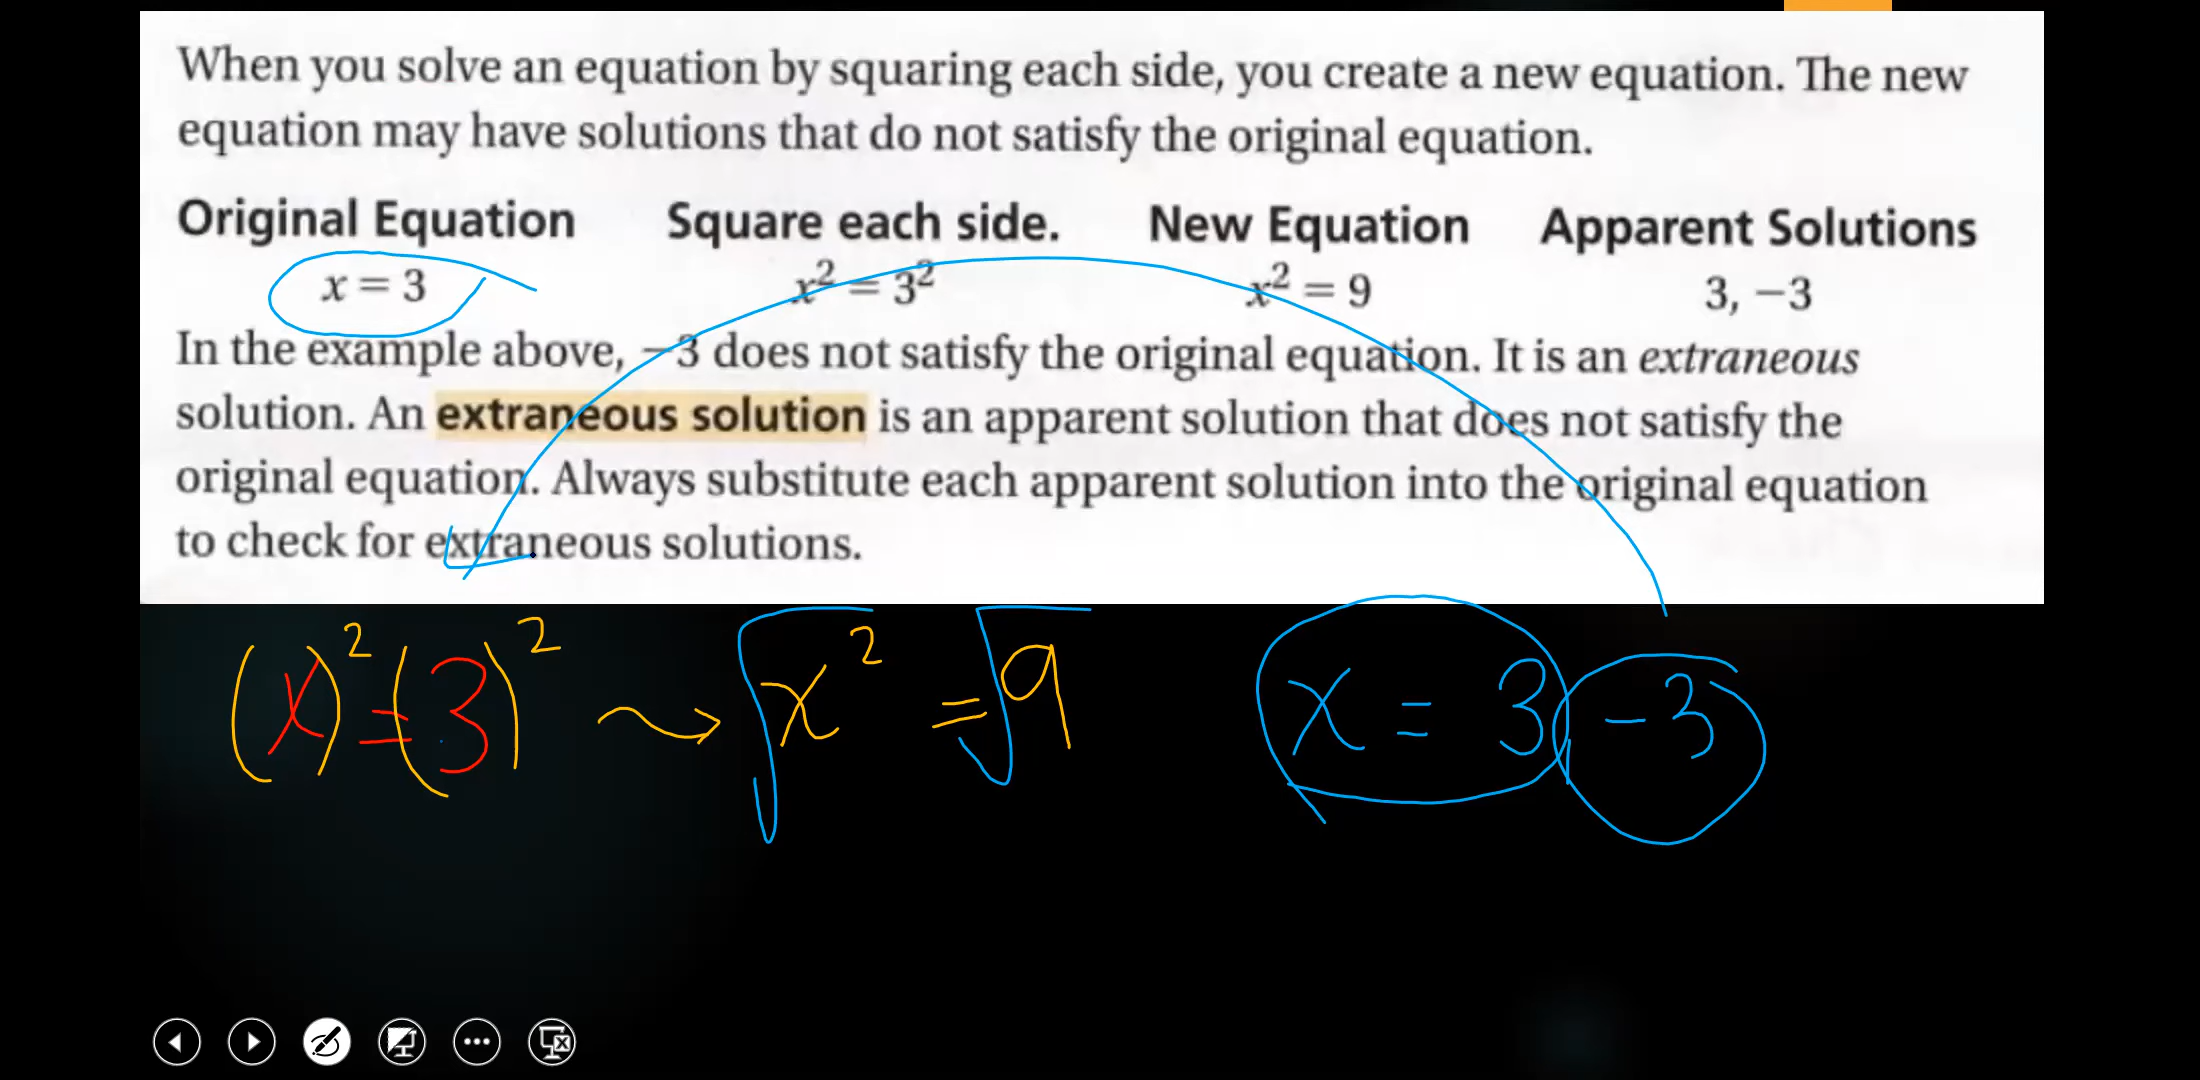 When you solve an equation by squaring each side, you create a new equation. The new
equation may have solutions that do not satisfy the original equation.
Original Equation Square each side. New Equation Apparent Solutions
x = 3 x² = 3² x² = 9 3, −3
In the example above, −3 does not satisfy the original equation. It is an extraneous
solution. An extraneous solution is an apparent solution that does not satisfy the
original equation. Always substitute each apparent solution into the original equation
to check for extraneous solutions.
(x)² = (3)² ⇝ √x² = √9 x = 3, −3